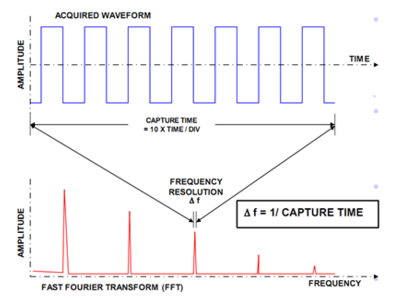 ACQUIRED WAVEFORM
AMPLITUDE
TIME
CAPTURE TIME
= 10 X TIME / DIV
FREQUENCY
RESOLUTION
Δ f
Δ f = 1/ CAPTURE TIME
AMPLITUDE
FREQUENCY
FAST FOURIER TRANSFORM (FFT)